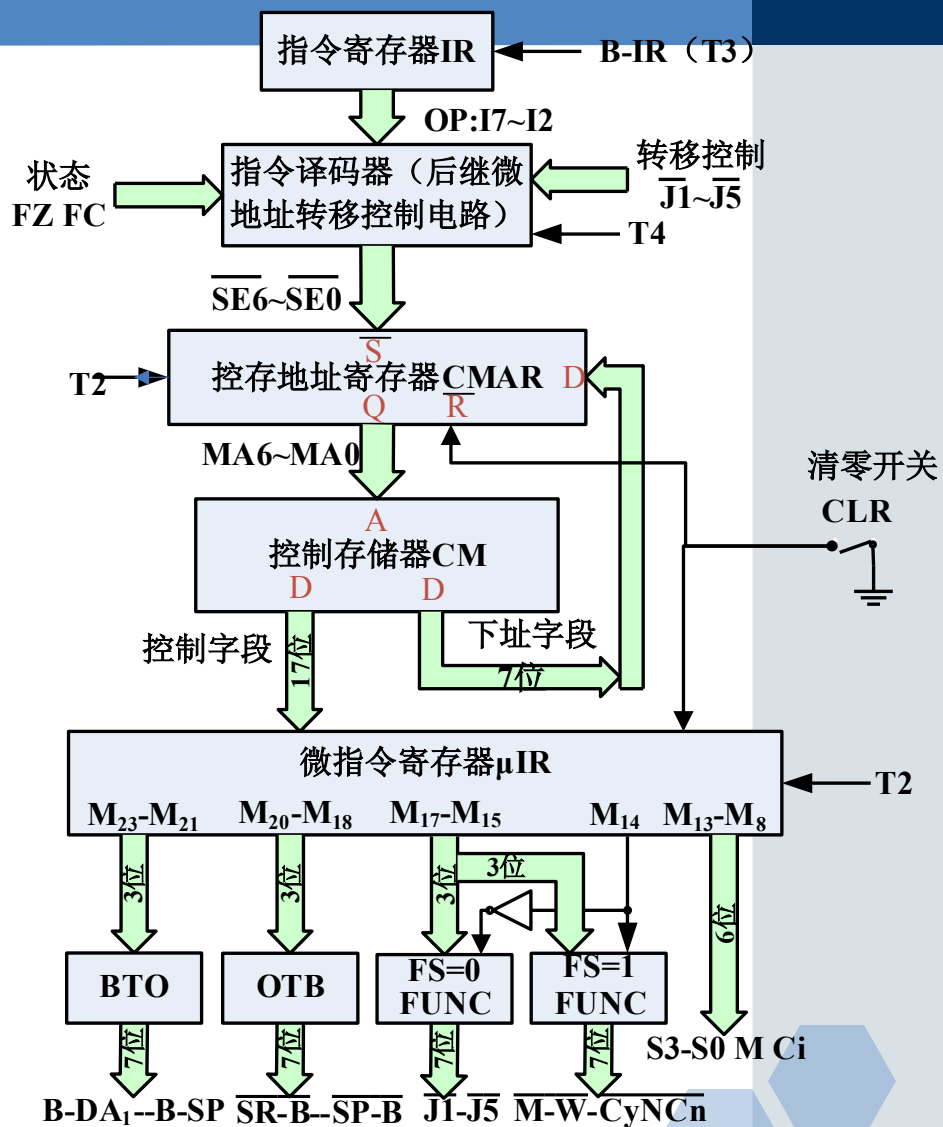 指令寄存器IR
B-IR（T3）
OP:I7~I2
状态
FZ FC
指令译码器（后继微
地址转移控制电路）
转移控制
J1~J5
T4
SE6~SE0
S
T2
控存地址寄存器CMAR
D
Q
R
MA6~MA0
清零开关
CLR
A
控制存储器CM
D
D
控制字段
17位
下址字段
7位
微指令寄存器μIR
T2
M23-M21
M20-M18
M17-M15
M14
M13-M8
3位
3位
3位
3位
6位
BTO
OTB
FS=0
FUNC
FS=1
FUNC
7位
7位
7位
7位
S3-S0 M Ci
B-DA1--B-SP
SR-B--SP-B
J1-J5
M-W-CyNCn